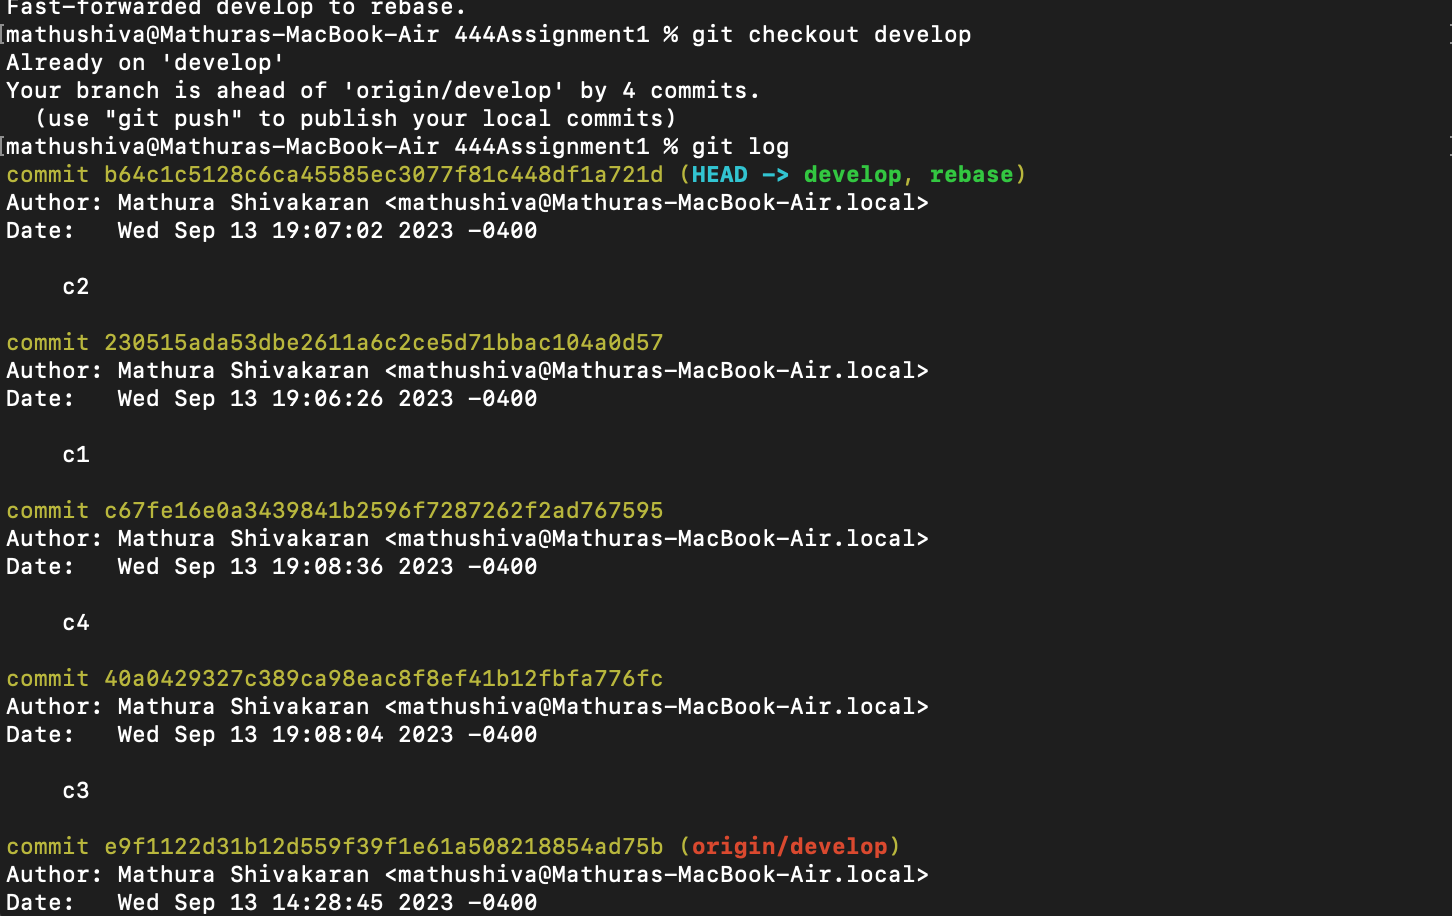 Fast-forwarded develop to rebase.
[mathushiva@Mathuras-MacBook-Air 444Assignment1 % git checkout develop
Already on 'develop'
Your branch is ahead of 'origin/develop' by 4 commits.
  (use "git push" to publish your local commits)
[mathushiva@Mathuras-MacBook-Air 444Assignment1 % git log
commit b64c1c5128c6ca45585ec3077f81c448df1a721d (HEAD -> develop, rebase)
Author: Mathura Shivakaran <mathushiva@Mathuras-MacBook-Air.local>
Date:   Wed Sep 13 19:07:02 2023 -0400
    c2
commit 230515ada53dbe2611a6c2ce5d71bbac104a0d57
Author: Mathura Shivakaran <mathushiva@Mathuras-MacBook-Air.local>
Date:   Wed Sep 13 19:06:26 2023 -0400
    c1
commit c67fe16e0a3439841b2596f7287262f2ad767595
Author: Mathura Shivakaran <mathushiva@Mathuras-MacBook-Air.local>
Date:   Wed Sep 13 19:08:36 2023 -0400
    c4
commit 40a0429327c389ca98eac8f8ef41b12fbfa776fc
Author: Mathura Shivakaran <mathushiva@Mathuras-MacBook-Air.local>
Date:   Wed Sep 13 19:08:04 2023 -0400
    c3
commit e9f1122d31b12d559f39f1e61a508218854ad75b (origin/develop)
Author: Mathura Shivakaran <mathushiva@Mathuras-MacBook-Air.local>
Date:   Wed Sep 13 14:28:45 2023 -0400